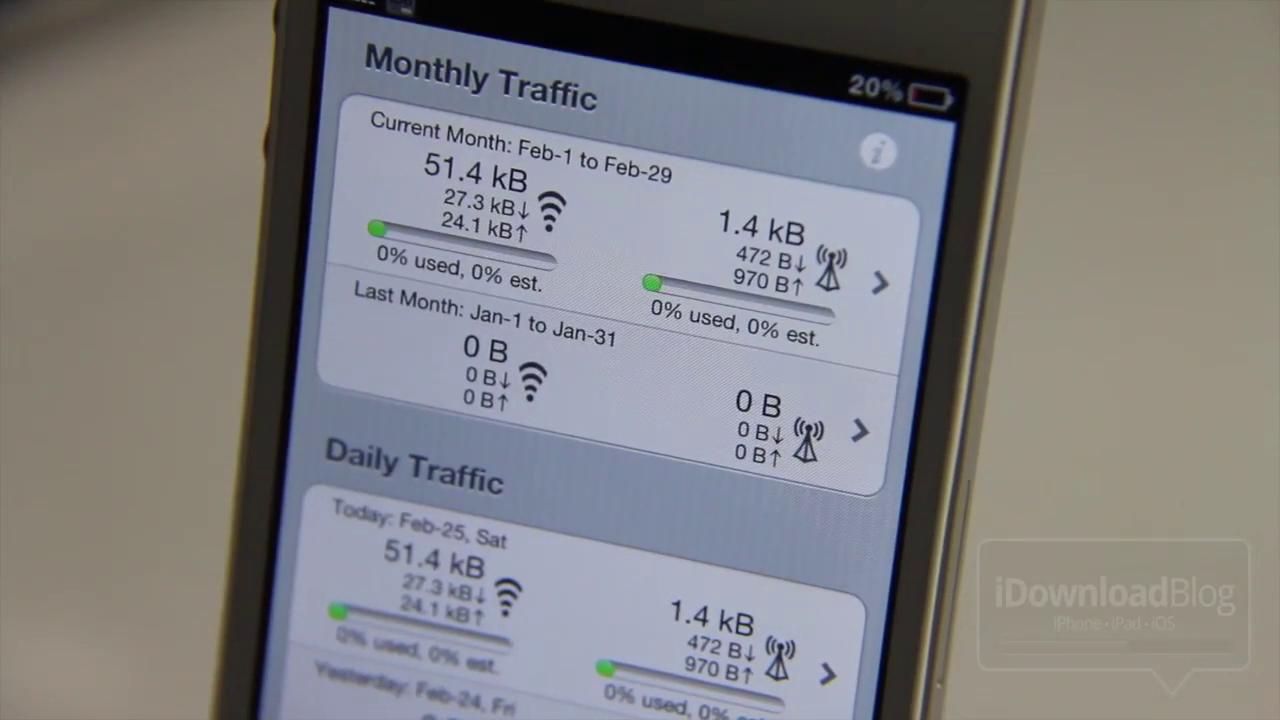 20%
Monthly Traffic
Current Month: Feb-1 to Feb-29
51.4 kB
27.3 kB↓
24.1 kB↑
0% used, 0% est.
1.4 kB
472 B↓
970 B↑
0% used, 0% est.
Last Month: Jan-1 to Jan-31
0 B
0 B↓
0 B↑
0 B
0 B↓
0 B↑
Daily Traffic
Today: Feb-25, Sat
51.4 kB
27.3 kB↓
24.1 kB↑
0% used, 0% est.
1.4 kB
472 B↓
970 B↑
0% used, 0%
Yesterday: Feb-24, Fri
iDownloadBlog
iPhone • iPad • iOS